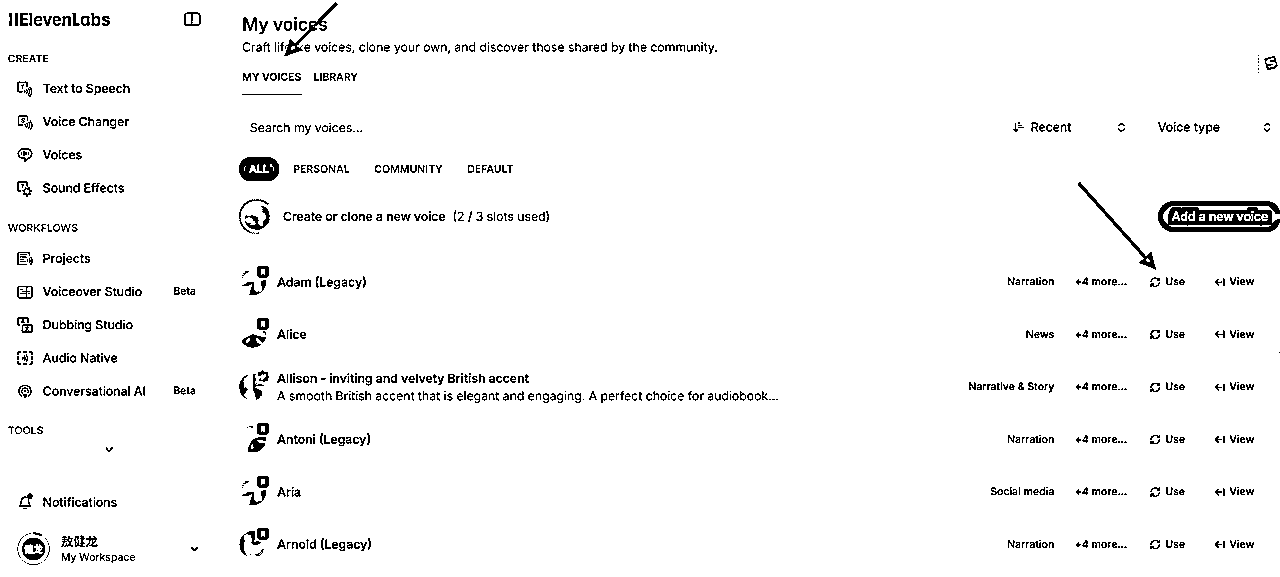 IIElevenLabs
CREATE
Text to Speech
Voice Changer
Voices
Sound Effects
WORKFLOWS
Projects
Voiceover Studio Beta
Dubbing Studio
Audio Native
Conversational AI Beta
TOOLS
Notifications
敖健龙
My Workspace
My voices
Craft lifelike voices, clone your own, and discover those shared by the community.
MY VOICES LIBRARY
Search my voices... Recent Voice type
ALL PERSONAL COMMUNITY DEFAULT
Create or clone a new voice (2 / 3 slots used) Add a new voice
Adam (Legacy) Narration +4 more... Use View
Alice News +4 more... Use View
Allison - inviting and velvety British accent
A smooth British accent that is elegant and engaging. A perfect choice for audiobook... Narrative & Story +4 more... Use View
Antoni (Legacy) Narration +4 more... Use View
Aria Social media +4 more... Use View
Arnold (Legacy) Narration +4 more... Use View